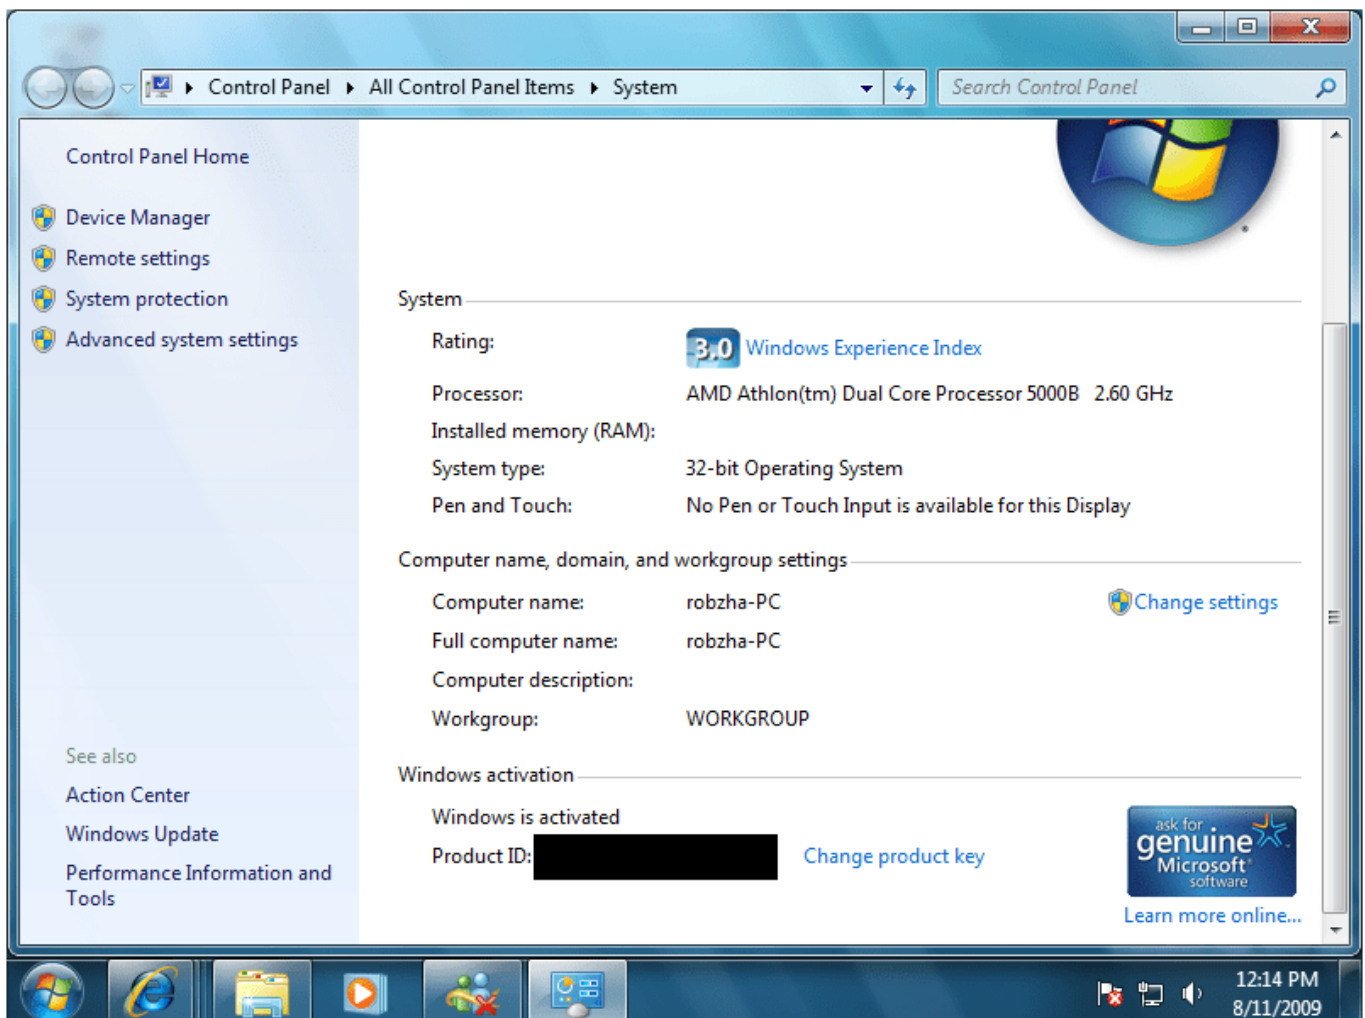 Control Panel
All Control Panel Items
System
Search Control Panel
Control Panel Home
Device Manager
Remote settings
System protection
Advanced system settings
See also
Action Center
Windows Update
Performance Information and
Tools
System
Rating:
3.0 Windows Experience Index
Processor: AMD Athlon(tm) Dual Core Processor 5000B 2.60 GHz
Installed memory (RAM):
System type: 32-bit Operating System
Pen and Touch: No Pen or Touch Input is available for this Display
Computer name, domain, and workgroup settings
Computer name: robzha-PC Change settings
Full computer name: robzha-PC
Computer description:
Workgroup: WORKGROUP
Windows activation
Windows is activated
Product ID: Change product key
ask for
genuine
Microsoft
software
Learn more online...
12:14 PM
8/11/2009